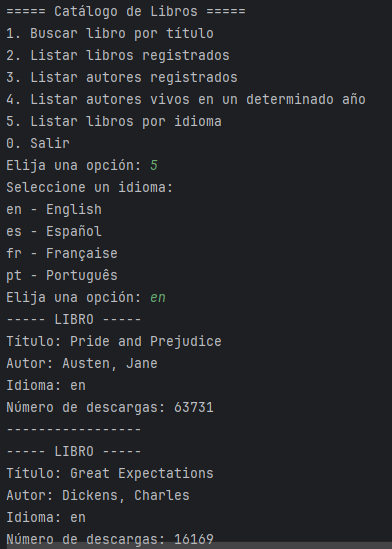 ===== Catálogo de Libros =====
1. Buscar libro por título
2. Listar libros registrados
3. Listar autores registrados
4. Listar autores vivos en un determinado año
5. Listar libros por idioma
0. Salir
Elija una opción: 5
Seleccione un idioma:
en - English
es - Español
fr - Française
pt - Português
Elija una opción: en
----- LIBRO -----
Título: Pride and Prejudice
Autor: Austen, Jane
Idioma: en
Número de descargas: 63731
-----------------
----- LIBRO -----
Título: Great Expectations
Autor: Dickens, Charles
Idioma: en
Número de descargas: 16169